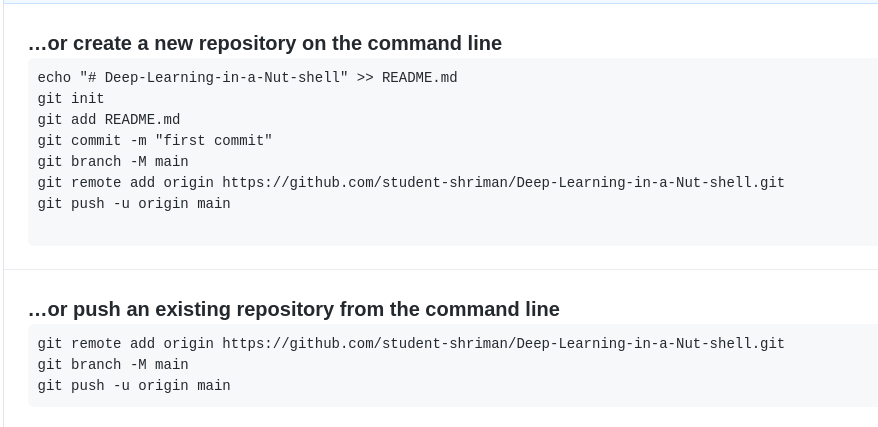 …or create a new repository on the command line
echo "# Deep-Learning-in-a-Nut-shell" >> README.md
git init
git add README.md
git commit -m "first commit"
git branch -M main
git remote add origin https://github.com/student-shriman/Deep-Learning-in-a-Nut-shell.git
git push -u origin main
…or push an existing repository from the command line
git remote add origin https://github.com/student-shriman/Deep-Learning-in-a-Nut-shell.git
git branch -M main
git push -u origin main